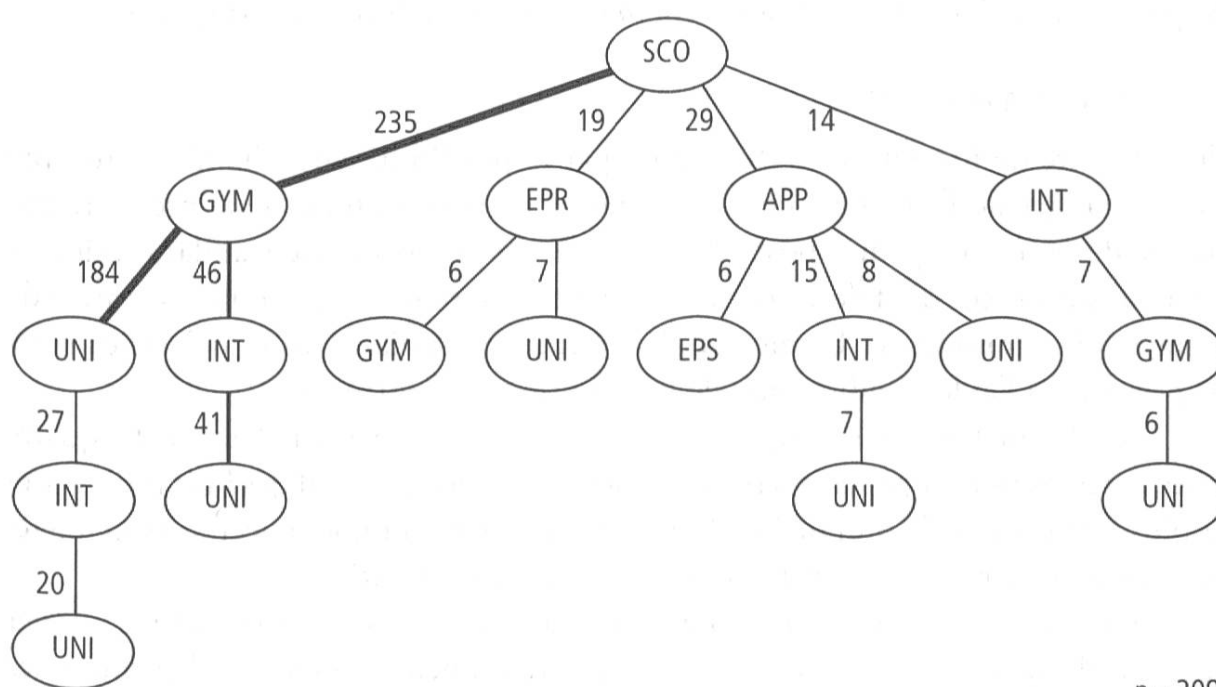 SCO
235 19 29 14
GYM EPR APP INT
184 46 6 7 6 15 8 7
UNI INT GYM UNI EPS INT UNI GYM
27 41 7 6
INT UNI UNI UNI
20
UNI